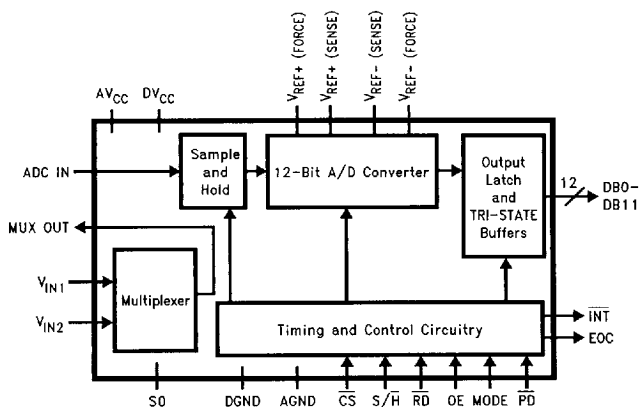 VREF+ (FORCE)
VREF+ (SENSE)
VREF− (SENSE)
VREF− (FORCE)
AVCC
DVCC
ADC IN
Sample
and
Hold
12-Bit A/D Converter
Output
Latch
and
TRI-STATE
Buffers
12
DB0-
DB11
MUX OUT
VIN1
VIN2
Multiplexer
Timing and Control Circuitry
INT
EOC
S0
DGND
AGND
CS
S/H
RD
OE
MODE
PD